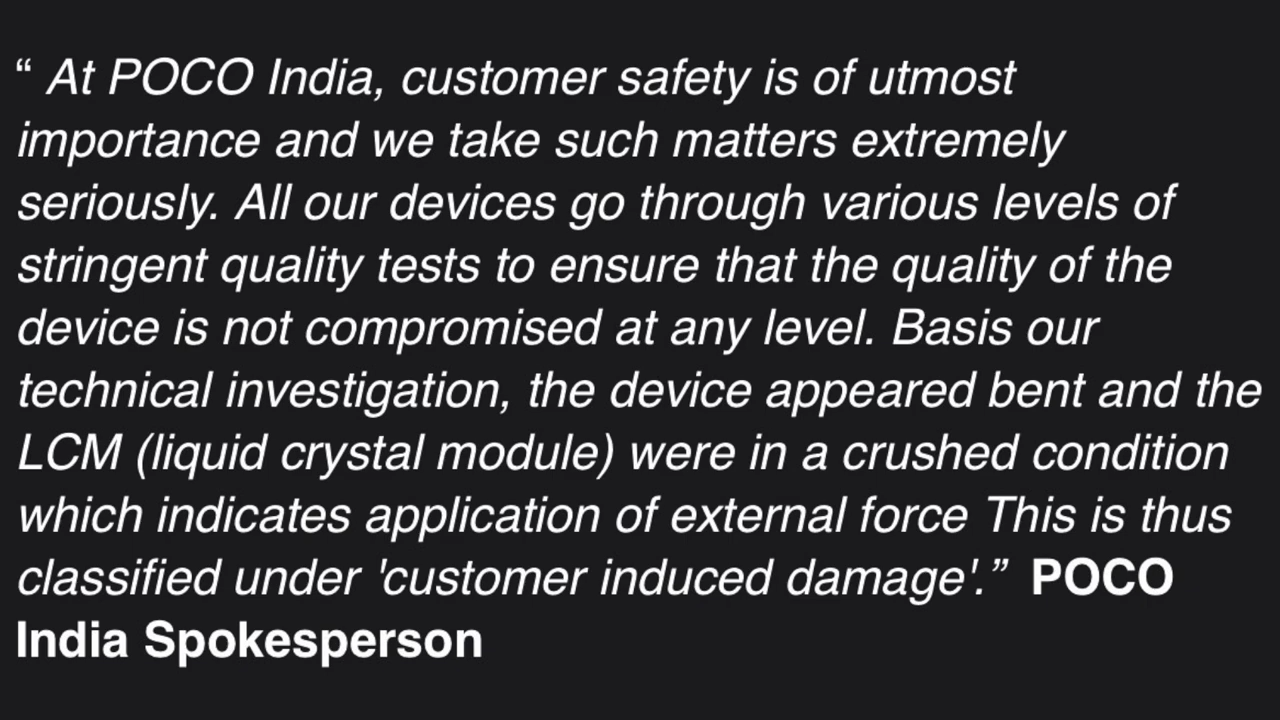 “ At POCO India, customer safety is of utmost
importance and we take such matters extremely
seriously. All our devices go through various levels of
stringent quality tests to ensure that the quality of the
device is not compromised at any level. Basis our
technical investigation, the device appeared bent and the
LCM (liquid crystal module) were in a crushed condition
which indicates application of external force This is thus
classified under 'customer induced damage'.” POCO
India Spokesperson